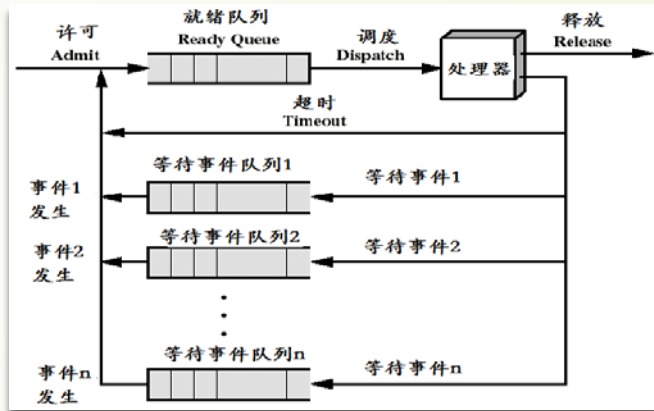 许可
Admit
就绪队列
Ready Queue
调度
Dispatch
处理器
释放
Release
超时
Timeout
等待事件队列1
等待事件1
事件1
发生
等待事件队列2
等待事件2
事件2
发生
等待事件队列n
等待事件n
事件n
发生